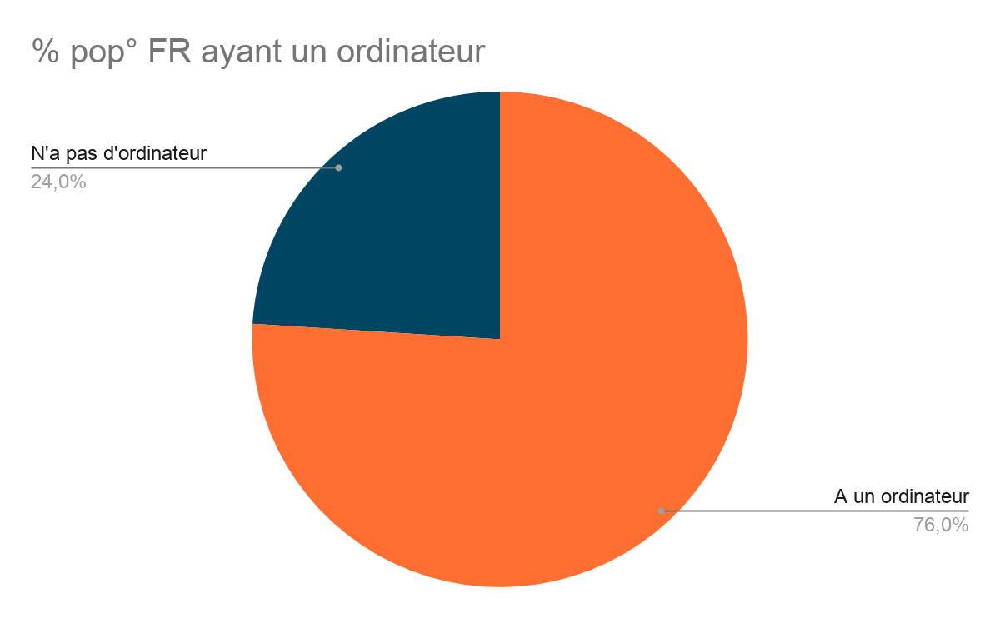 % pop° FR ayant un ordinateur
N'a pas d'ordinateur
24,0%
A un ordinateur
76,0%